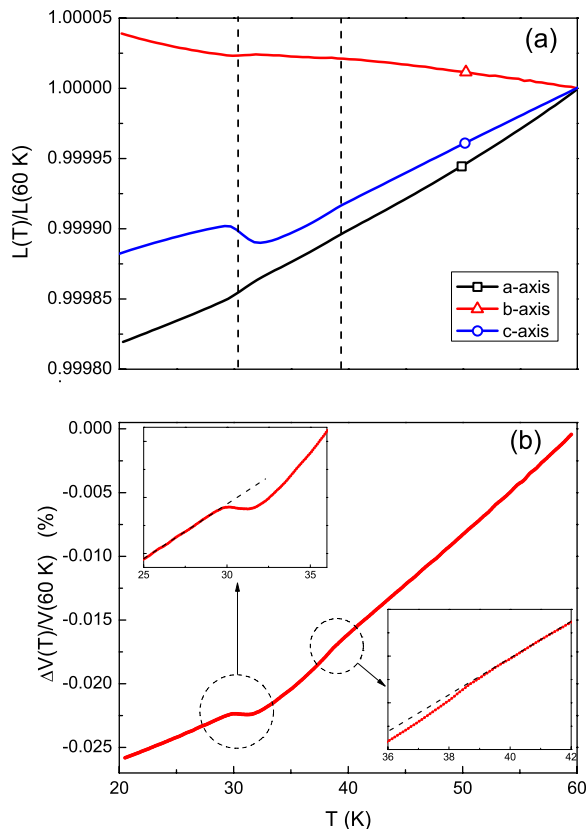 1.00005
(a)
1.00000
0.99995
0.99990
0.99985
0.99980
L(T)/L(60 K)
a-axis
b-axis
c-axis
0.000
(b)
-0.005
-0.010
-0.015
-0.020
-0.025
ΔV(T)/V(60 K) (%)
25 30 35
36 38 40 42
20 30 40 50 60
T (K)